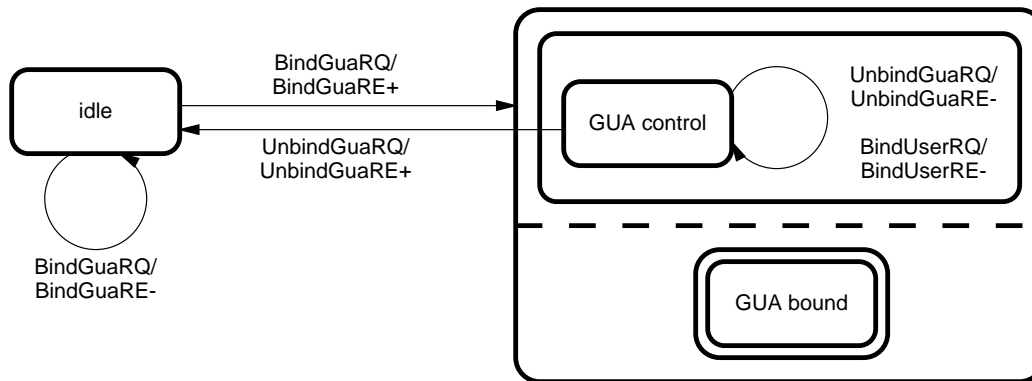 idle
BindGuaRQ/
BindGuaRE+
UnbindGuaRQ/
UnbindGuaRE+
BindGuaRQ/
BindGuaRE-
GUA control
UnbindGuaRQ/
UnbindGuaRE-
BindUserRQ/
BindUserRE-
GUA bound